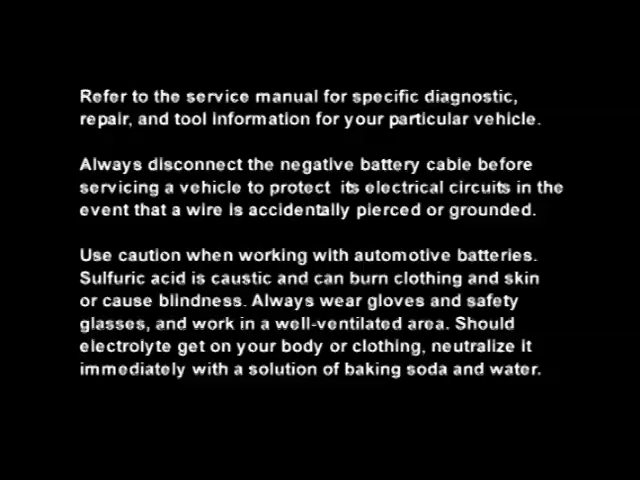 Refer to the service manual for specific diagnostic,
repair, and tool information for your particular vehicle.
Always disconnect the negative battery cable before
servicing a vehicle to protect its electrical circuits in the
event that a wire is accidentally pierced or grounded.
Use caution when working with automotive batteries.
Sulfuric acid is caustic and can burn clothing and skin
or cause blindness. Always wear gloves and safety
glasses, and work in a well-ventilated area. Should
electrolyte get on your body or clothing, neutralize it
immediately with a solution of baking soda and water.